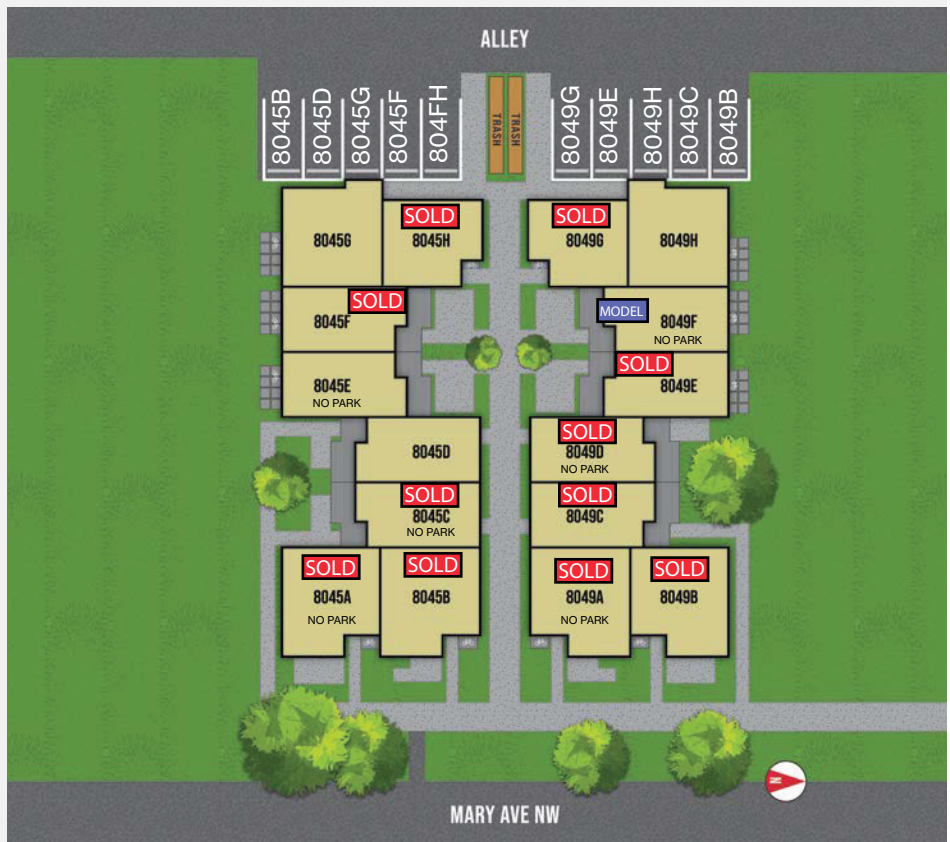 ALLEY
8045B
8045D
8045G
8045F
804FH
TRASH
TRASH
8049G
8049E
8049H
8049C
8049B
8045G
SOLD
8045H
SOLD
8049G
8049H
SOLD
8045F
MODEL
8049F
NO PARK
8045E
NO PARK
SOLD
8049E
8045D
SOLD
8049D
NO PARK
SOLD
8045C
NO PARK
SOLD
8049C
SOLD
8045A
NO PARK
SOLD
8045B
SOLD
8049A
NO PARK
SOLD
8049B
N
MARY AVE NW